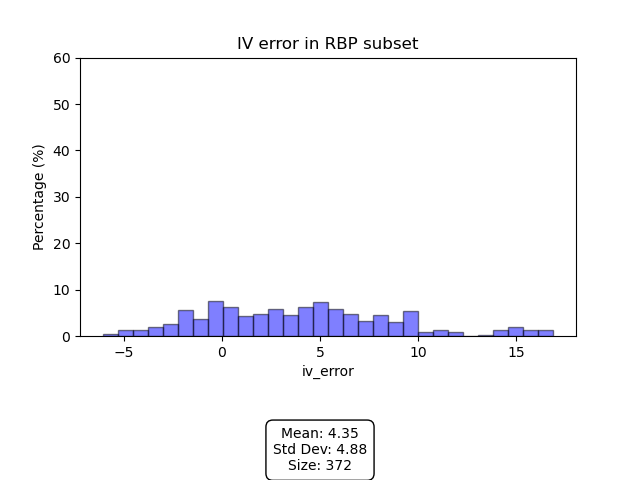 IV error in RBP subset
60
50
40
30
20
10
0
Percentage (%)
−5
0
5
10
15
iv_error
Mean: 4.35
Std Dev: 4.88
Size: 372